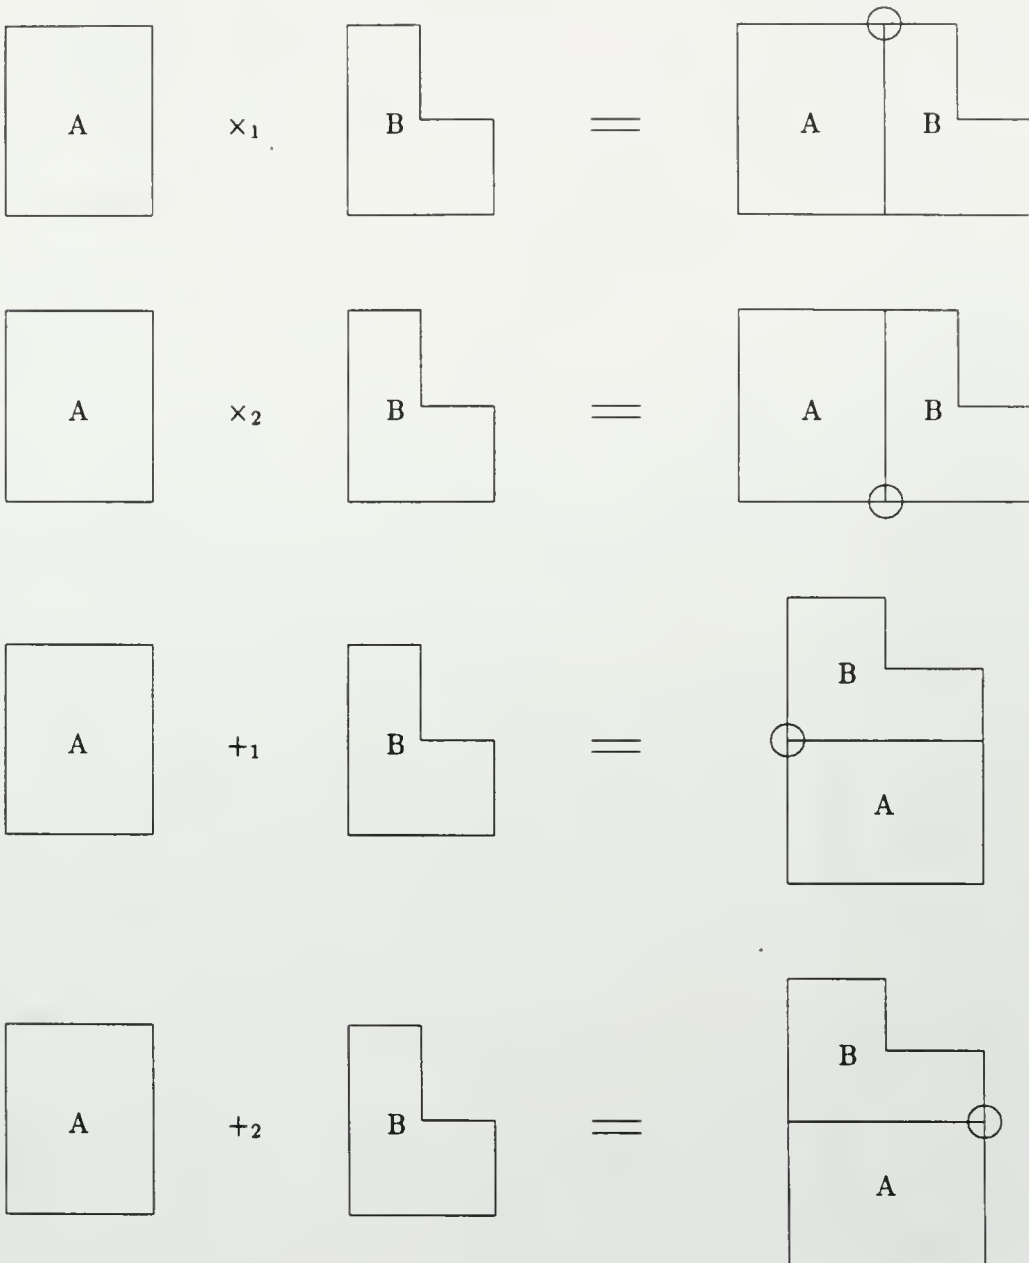 A ×₁ B = A B
A ×₂ B = A B
B
A +₁ B =
A
B
A +₂ B =
A